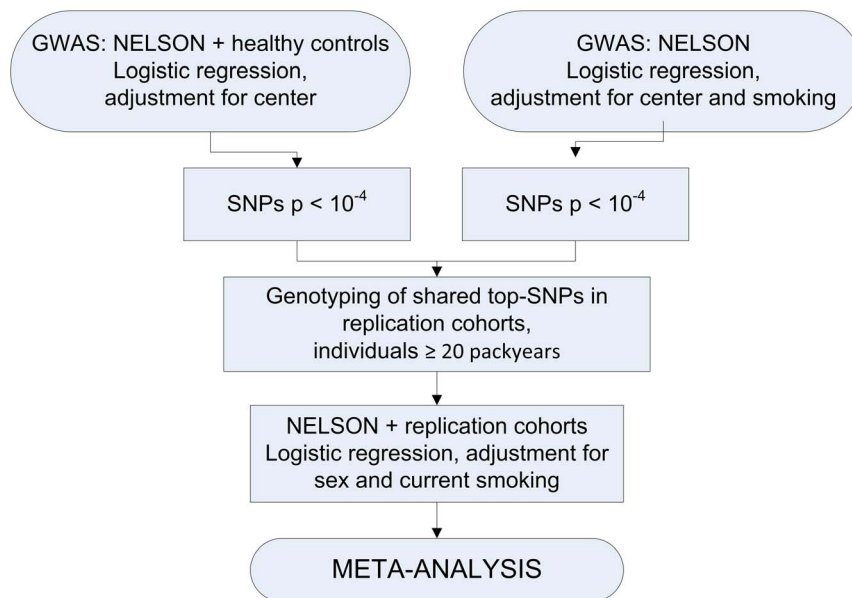 GWAS: NELSON + healthy controls
Logistic regression,
adjustment for center
GWAS: NELSON
Logistic regression,
adjustment for center and smoking
SNPs p < 10⁻⁴
SNPs p < 10⁻⁴
Genotyping of shared top-SNPs in
replication cohorts,
individuals ≥ 20 packyears
NELSON + replication cohorts
Logistic regression, adjustment for
sex and current smoking
META-ANALYSIS